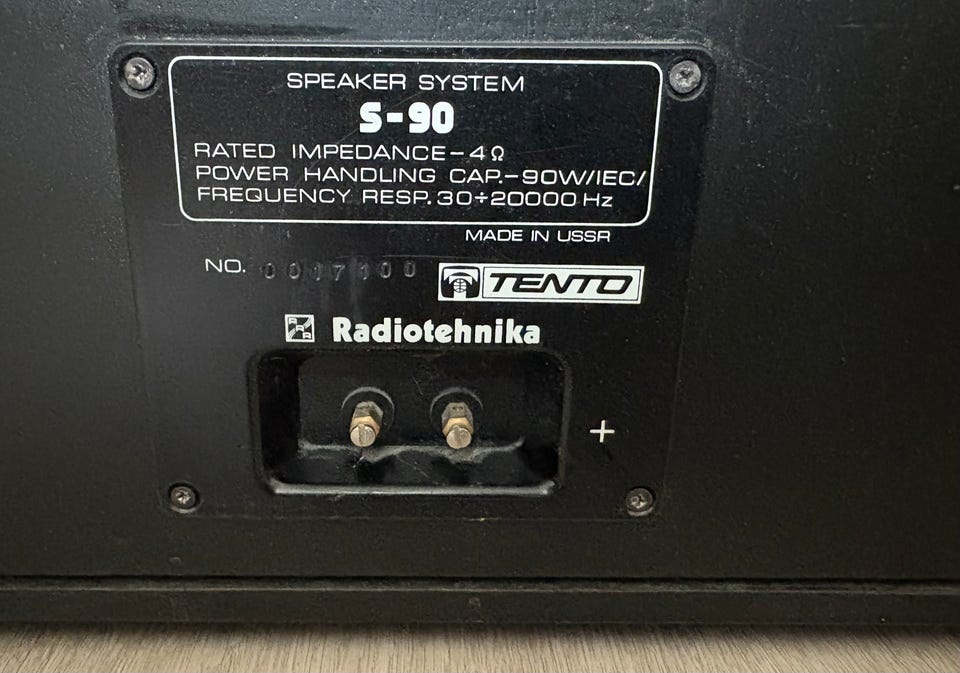 SPEAKER SYSTEM
S-90
RATED IMPEDANCE-4Ω
POWER HANDLING CAP.-90W/IEC/
FREQUENCY RESP. 30÷20000 Hz
MADE IN USSR
NO. 0017100
TENTO
RRR Radiotehnika
+